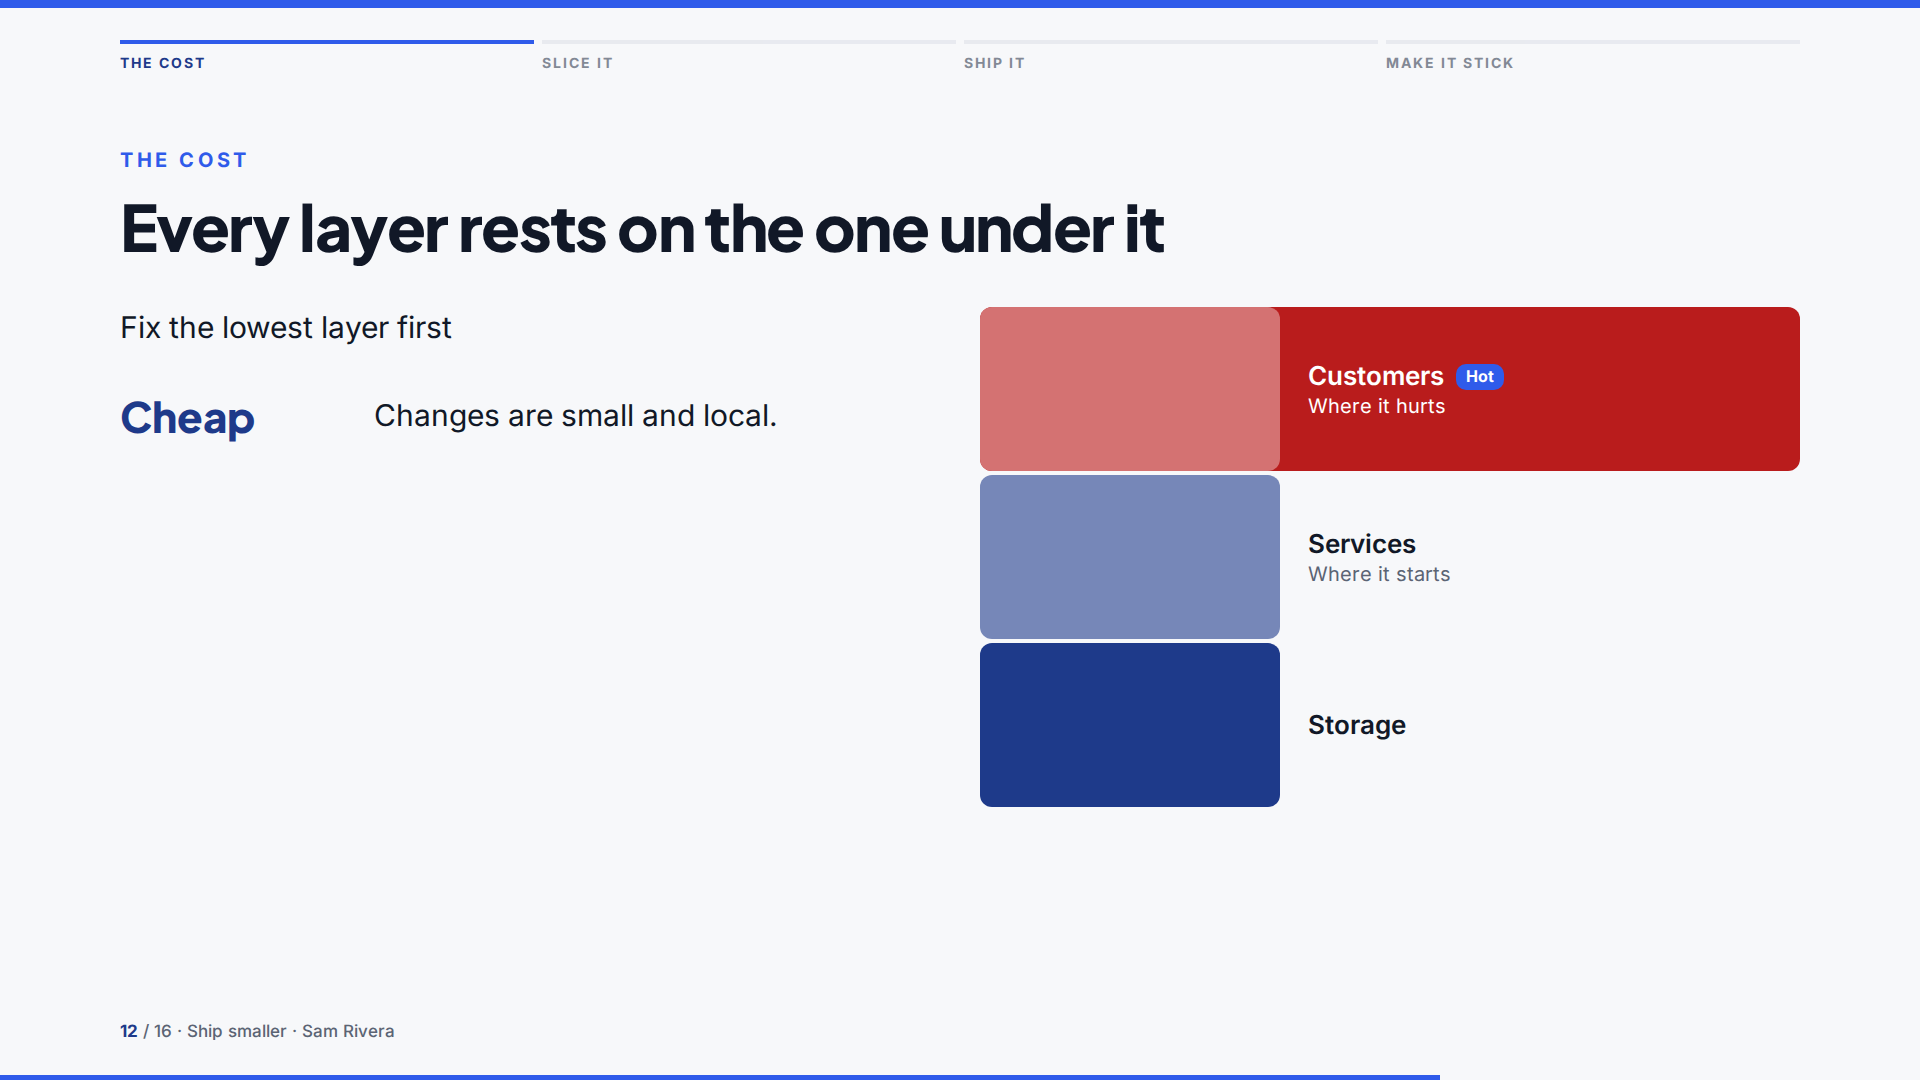 THE COST
SLICE IT
SHIP IT
MAKE IT STICK
THE COST
Every layer rests on the one under it
Fix the lowest layer first
Cheap
Changes are small and local.
Customers Hot
Where it hurts
Services
Where it starts
Storage
12 / 16 · Ship smaller · Sam Rivera